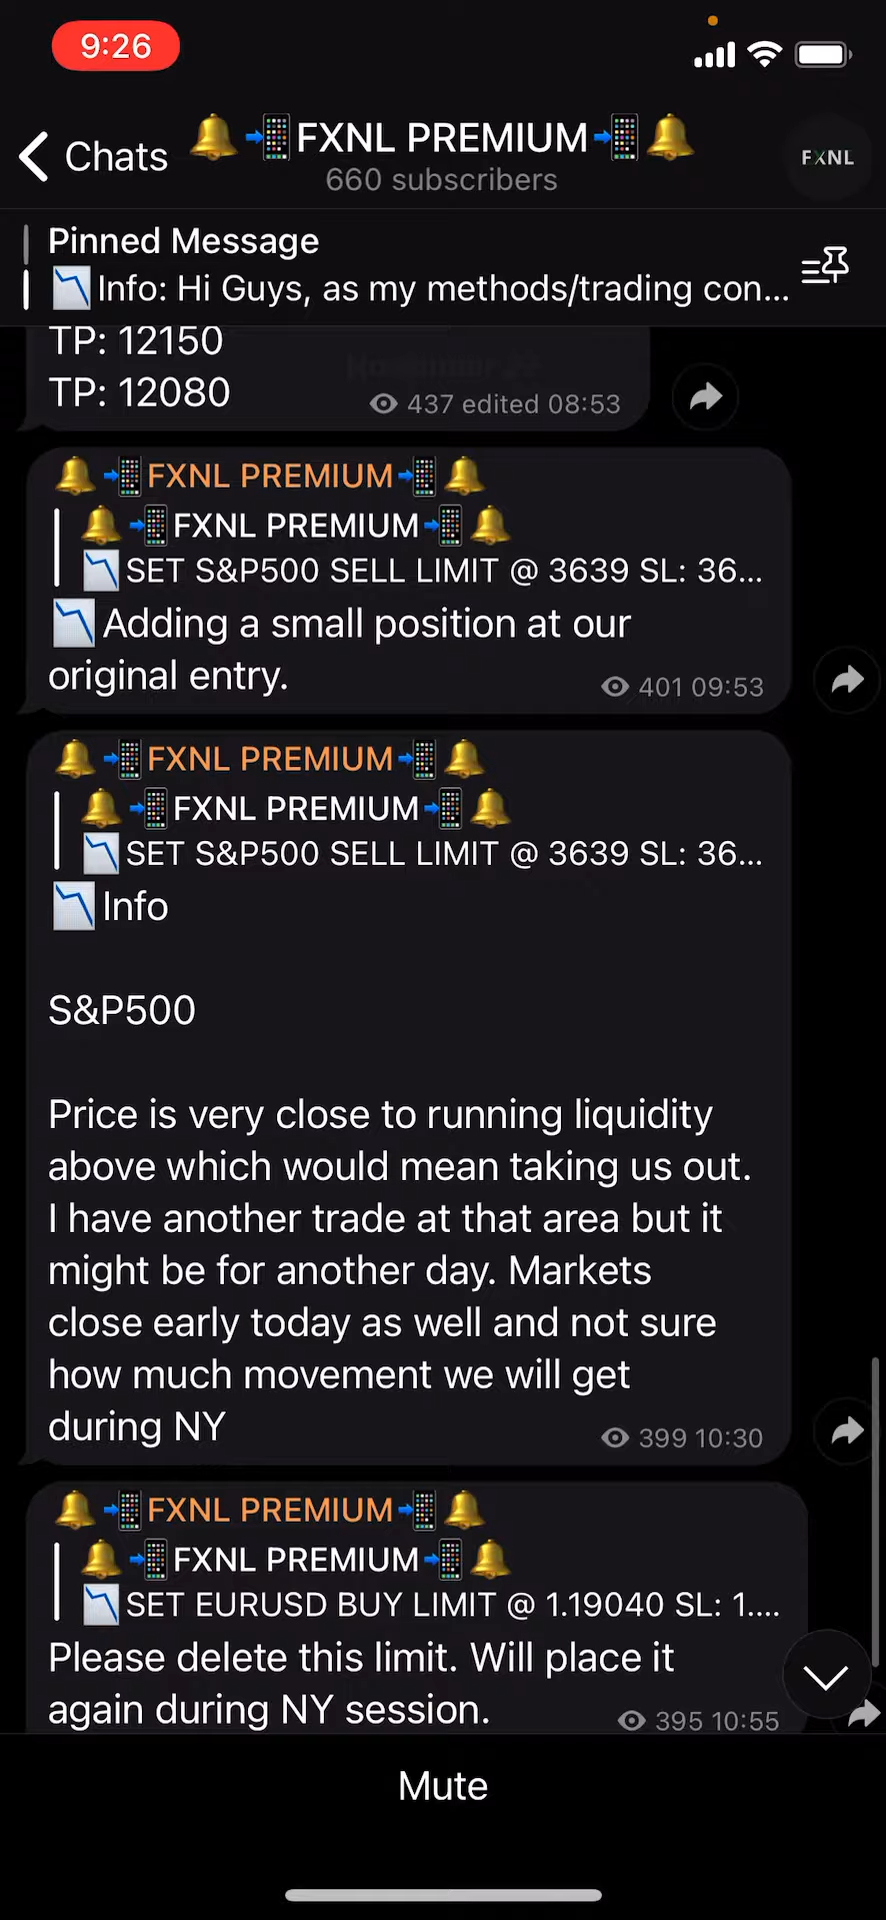 9:26
Chats
FXNL PREMIUM
660 subscribers
FXNL
Pinned Message
Info: Hi Guys, as my methods/trading con...
TP: 12150
TP: 12080
437 edited 08:53
FXNL PREMIUM
FXNL PREMIUM
SET S&P500 SELL LIMIT @ 3639 SL: 36...
Adding a small position at our
original entry.
401 09:53
FXNL PREMIUM
FXNL PREMIUM
SET S&P500 SELL LIMIT @ 3639 SL: 36...
Info
S&P500
Price is very close to running liquidity
above which would mean taking us out.
I have another trade at that area but it
might be for another day. Markets
close early today as well and not sure
how much movement we will get
during NY
399 10:30
FXNL PREMIUM
FXNL PREMIUM
SET EURUSD BUY LIMIT @ 1.19040 SL: 1....
Please delete this limit. Will place it
again during NY session.
395 10:55
Mute